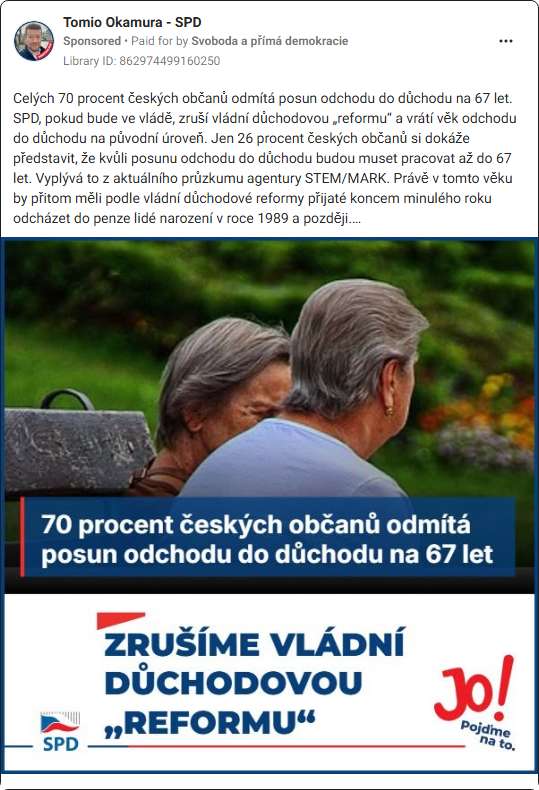 Tomio Okamura - SPD
Sponsored • Paid for by Svoboda a přímá demokracie
Library ID: 862974499160250
Celých 70 procent českých občanů odmítá posun odchodu do důchodu na 67 let.
SPD, pokud bude ve vládě, zruší vládní důchodovou „reformu“ a vrátí věk odchodu
do důchodu na původní úroveň. Jen 26 procent českých občanů si dokáže
představit, že kvůli posunu odchodu do důchodu budou muset pracovat až do 67
let. Vyplývá to z aktuálního průzkumu agentury STEM/MARK. Právě v tomto věku
by přitom měli podle vládní důchodové reformy přijaté koncem minulého roku
odcházet do penze lidé narození v roce 1989 a později....
70 procent českých občanů odmítá
posun odchodu do důchodu na 67 let
ZRUŠÍME VLÁDNÍ
DŮCHODOVOU
„REFORMU“
SPD
Jo!
Pojďme
na to.